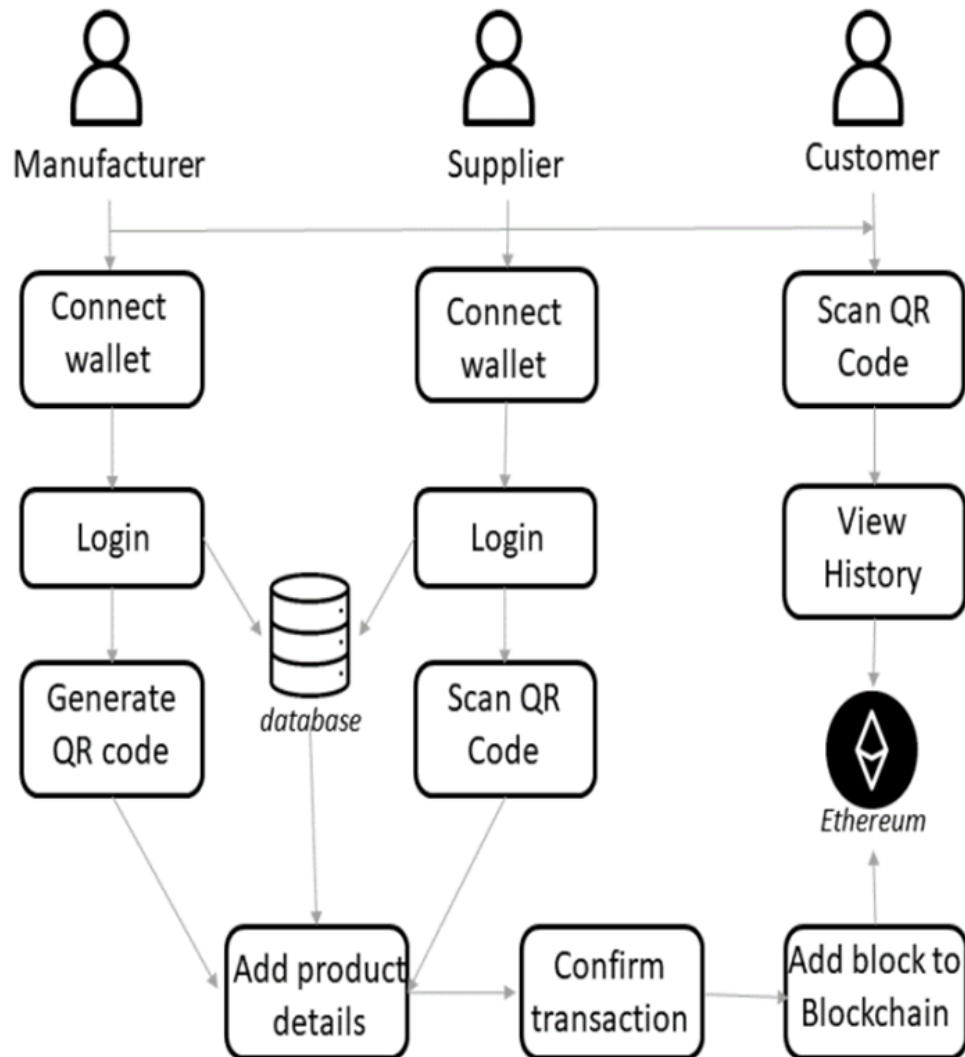 Manufacturer
Supplier
Customer
Connect
wallet
Connect
wallet
Scan QR
Code
Login
Login
View
History
database
Generate
QR code
Scan QR
Code
Ethereum
Add product
details
Confirm
transaction
Add block to
Blockchain